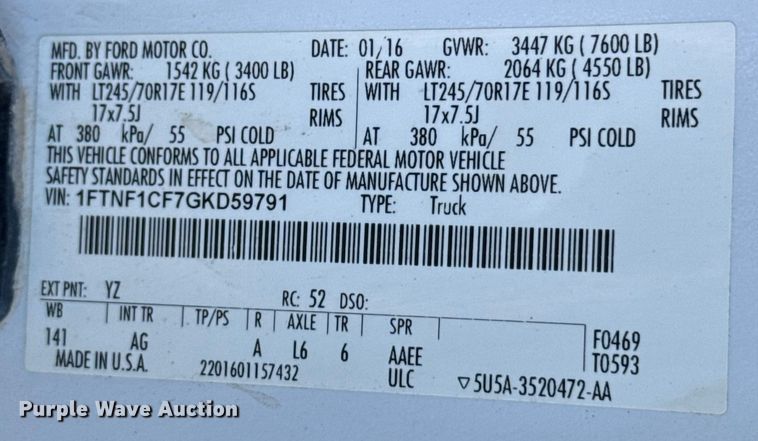 MFD. BY FORD MOTOR CO. DATE: 01/16 GVWR: 3447 KG ( 7600 LB)
FRONT GAWR: 1542 KG ( 3400 LB) REAR GAWR: 2064 KG ( 4550 LB)
WITH LT245/70R17E 119/116S TIRES WITH LT245/70R17E 119/116S TIRES
17x7.5J RIMS 17x7.5J RIMS
AT 380 kPa/ 55 PSI COLD AT 380 kPa/ 55 PSI COLD
THIS VEHICLE CONFORMS TO ALL APPLICABLE FEDERAL MOTOR VEHICLE
SAFETY STANDARDS IN EFFECT ON THE DATE OF MANUFACTURE SHOWN ABOVE.
VIN: 1FTNF1CF7GKD59791 TYPE: Truck
EXT PNT: YZ RC: 52 DSO:
WB INT TR TP/PS R AXLE TR SPR
141 AG A L6 6 AAEE F0469
MADE IN U.S.A. 2201601157432 ULC T0593
▽5U5A-3520472-AA
Purple Wave Auction